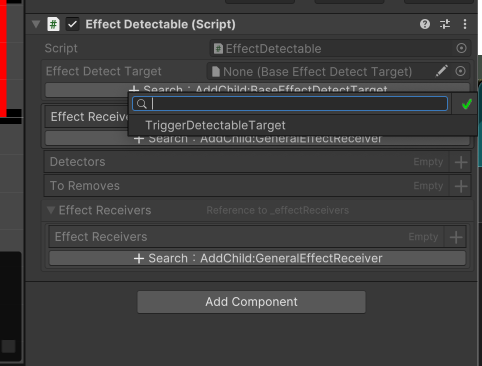 Effect Detectable (Script)
Script
EffectDetectable
Effect Detect Target
None (Base Effect Detect Target)
Search：AddChild:BaseEffectDetectTarget
TriggerDetectableTarget
Effect Receive
Search：AddChild:GeneralEffectReceiver
Detectors
Empty
To Removes
Empty
Effect Receivers
Reference to _effectReceivers
Effect Receivers
Empty
Search：AddChild:GeneralEffectReceiver
Add Component